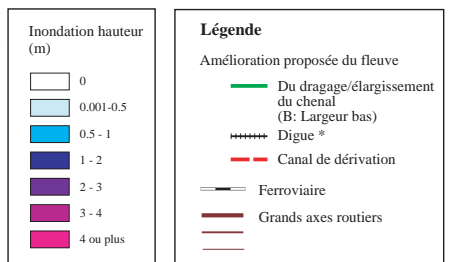 Inondation hauteur
(m)
0
0.001-0.5
0.5 - 1
1 - 2
2 - 3
3 - 4
4 ou plus
Légende
Amélioration proposée du fleuve
Du dragage/élargissement
du chenal
(B: Largeur bas)
Digue *
Canal de dérivation
Ferroviaire
Grands axes routiers